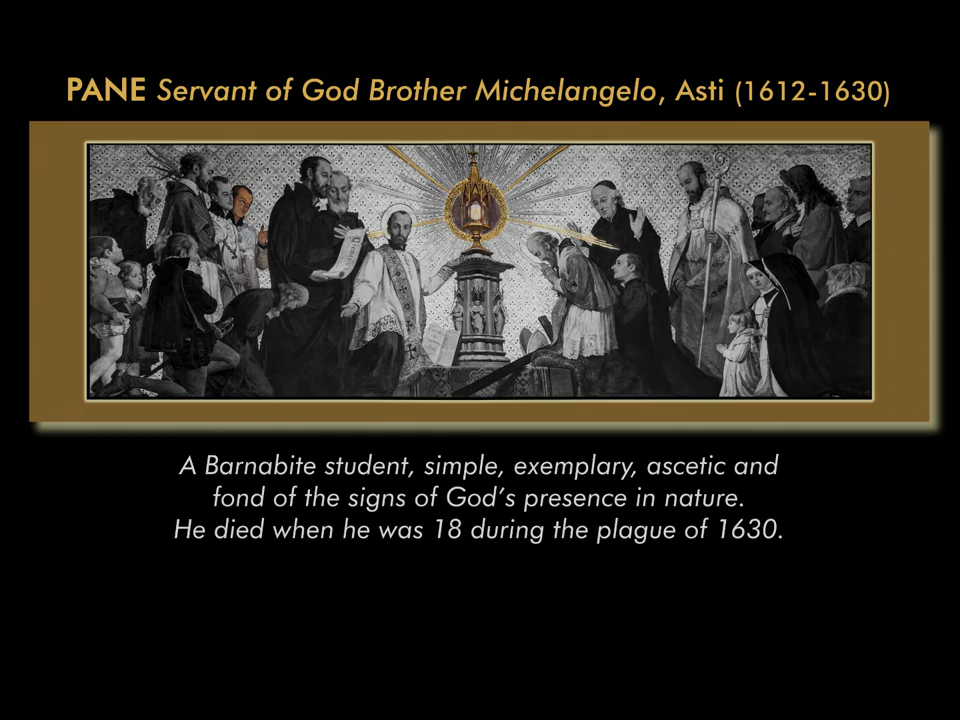 PANE Servant of God Brother Michelangelo, Asti (1612-1630)
A Barnabite student, simple, exemplary, ascetic and
fond of the signs of God's presence in nature.
He died when he was 18 during the plague of 1630.